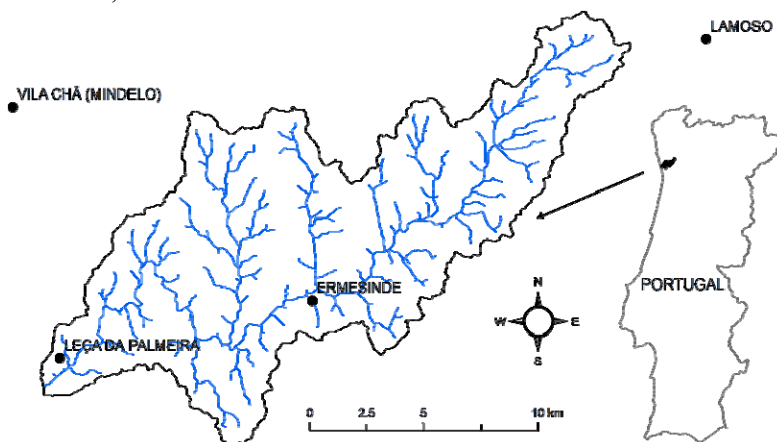 LAMOSO
VILA CHÃ (MINDELO)
PORTUGAL
ERMESINDE
N
W E
S
LEÇA DA PALMEIRA
0 2.5 5 10 km